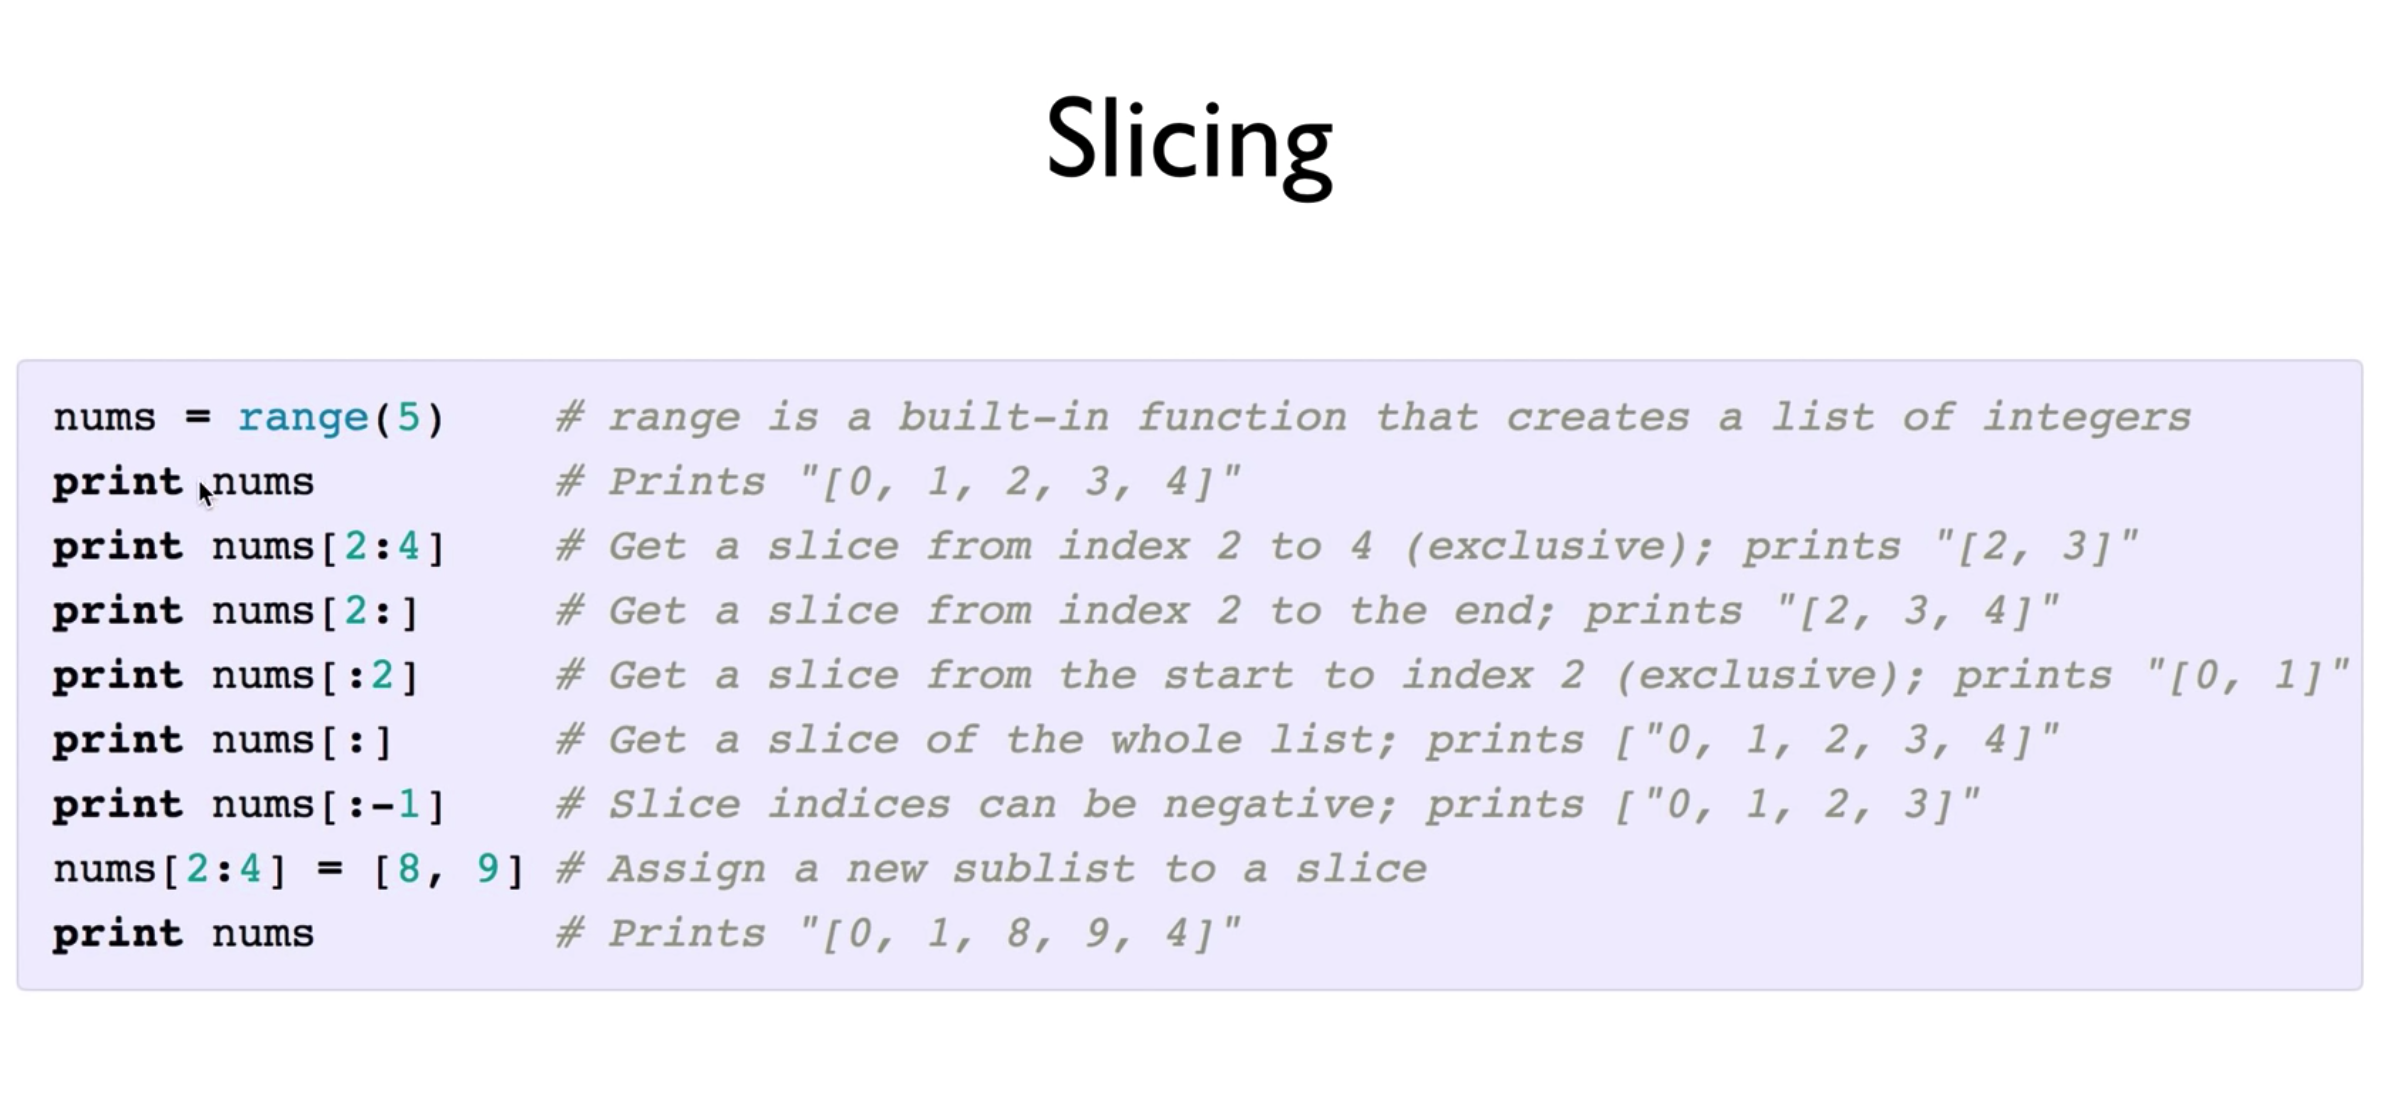 Slicing
nums = range(5)    # range is a built-in function that creates a list of integers
print nums         # Prints "[0, 1, 2, 3, 4]"
print nums[2:4]    # Get a slice from index 2 to 4 (exclusive); prints "[2, 3]"
print nums[2:]     # Get a slice from index 2 to the end; prints "[2, 3, 4]"
print nums[:2]     # Get a slice from the start to index 2 (exclusive); prints "[0, 1]"
print nums[:]      # Get a slice of the whole list; prints ["0, 1, 2, 3, 4]"
print nums[:-1]    # Slice indices can be negative; prints ["0, 1, 2, 3]"
nums[2:4] = [8, 9] # Assign a new sublist to a slice
print nums         # Prints "[0, 1, 8, 9, 4]"